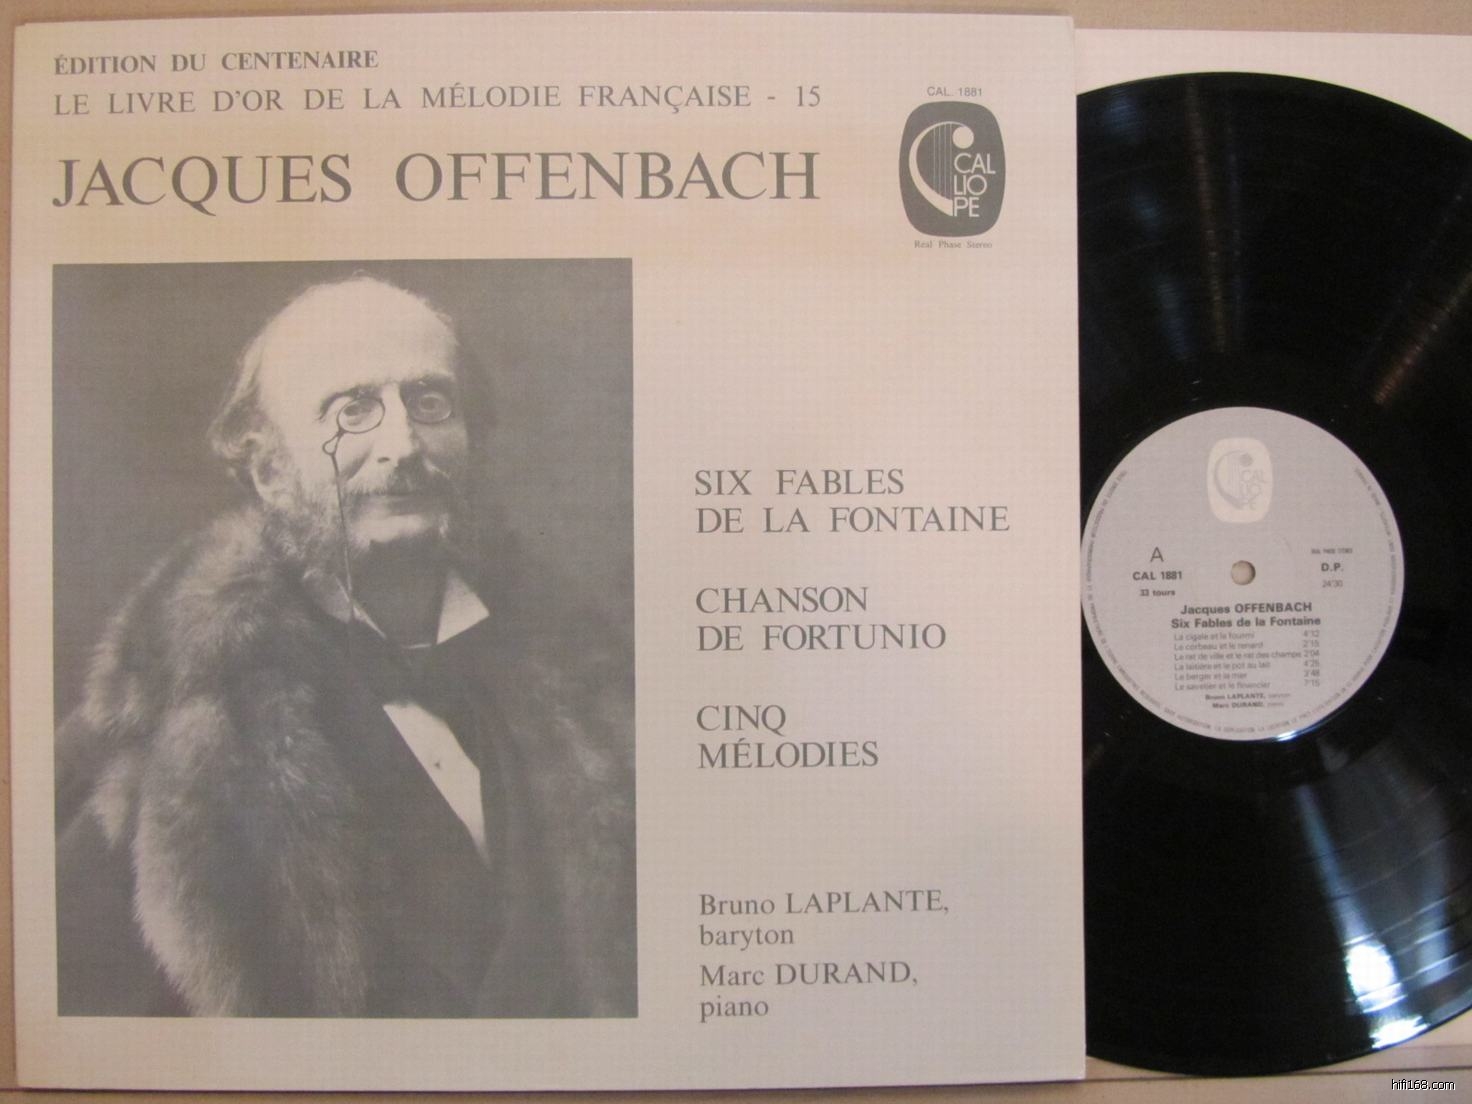 ÉDITION DU CENTENAIRE
LE LIVRE D'OR DE LA MÉLODIE FRANÇAISE - 15
JACQUES OFFENBACH
CAL. 1881
CAL
LIO
PE
Real Phase Stereo
SIX FABLES
DE LA FONTAINE
CHANSON
DE FORTUNIO
CINQ
MÉLODIES
Bruno LAPLANTE,
baryton
Marc DURAND,
piano
CAL
LIO
PE
A
CAL 1881
33 tours
D.P.
24'30
Jacques OFFENBACH
Six Fables de la Fontaine
La cigale et la fourmi 4'12
Le corbeau et le renard 2'15
Le rat de ville et le rat des champs 2'04
La laitière et le pot au lait 4'25
Le berger et la mer 3'48
Le savetier et le financier 7'15
Bruno LAPLANTE, baryton
Marc DURAND, piano
hifi168.com